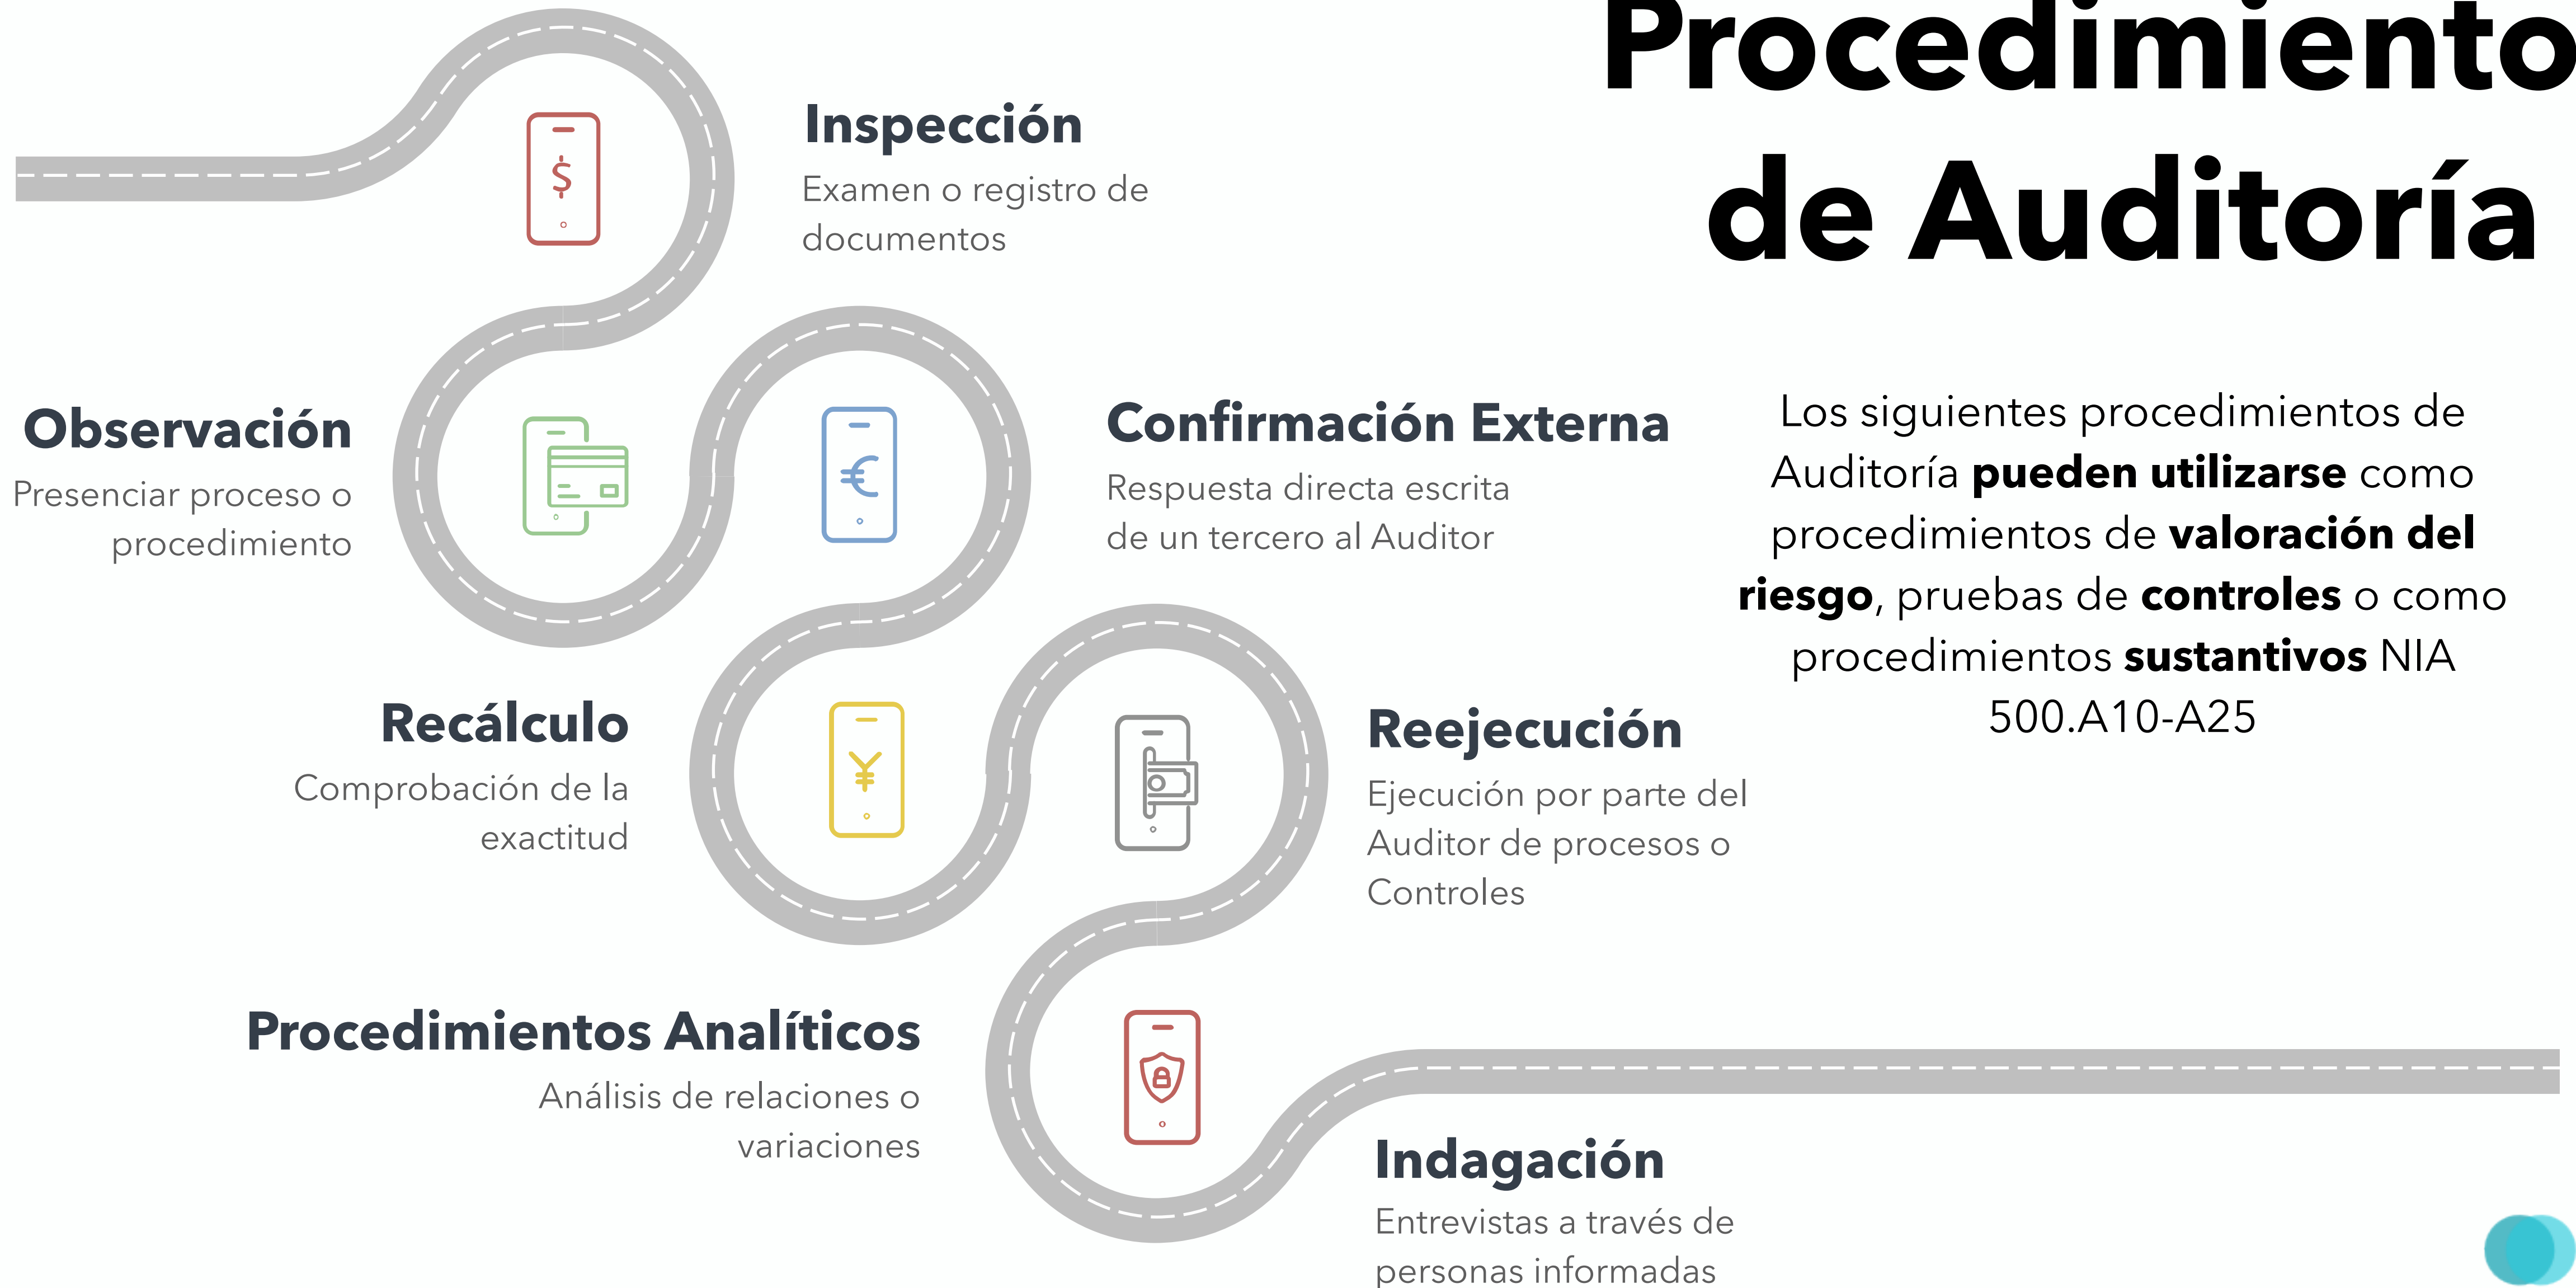 Procedimiento
de Auditoría
Los siguientes procedimientos de
Auditoría pueden utilizarse como
procedimientos de valoración del
riesgo, pruebas de controles o como
procedimientos sustantivos NIA
500.A10-A25
Inspección
Examen o registro de
documentos
Observación
Presenciar proceso o
procedimiento
Confirmación Externa
Respuesta directa escrita
de un tercero al Auditor
Recálculo
Comprobación de la
exactitud
Reejecución
Ejecución por parte del
Auditor de procesos o
Controles
Procedimientos Analíticos
Análisis de relaciones o
variaciones
Indagación
Entrevistas a través de
personas informadas
$
€
¥